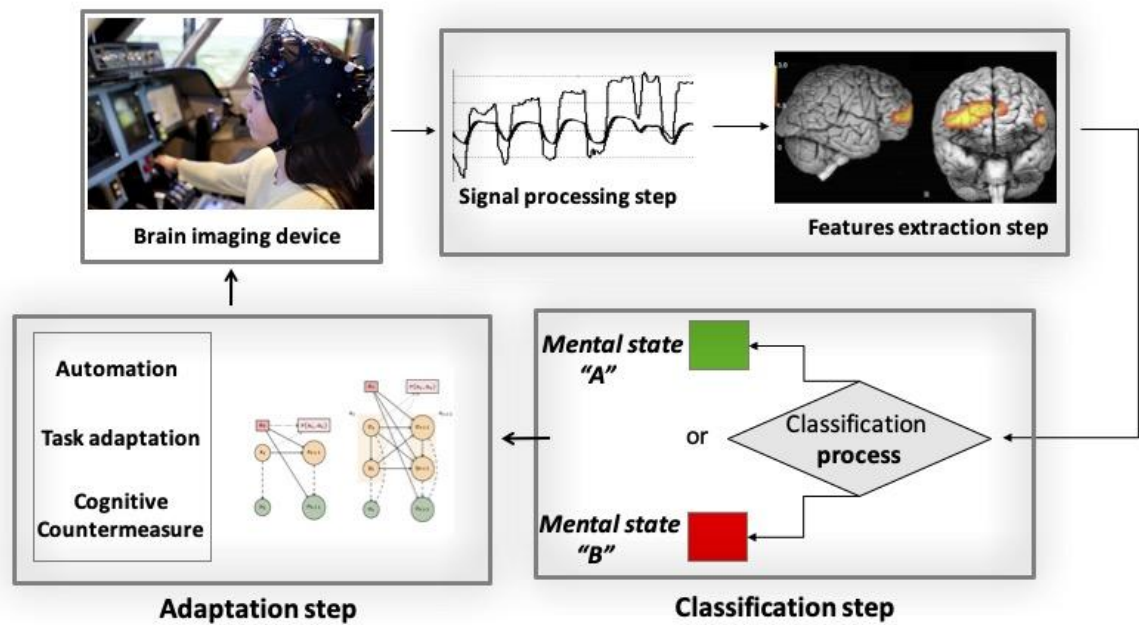 Brain imaging device
Signal processing step
Features extraction step
Automation
Task adaptation
Cognitive
Countermeasure
Adaptation step
Mental state
“A”
or
Classification
process
Mental state
“B”
Classification step